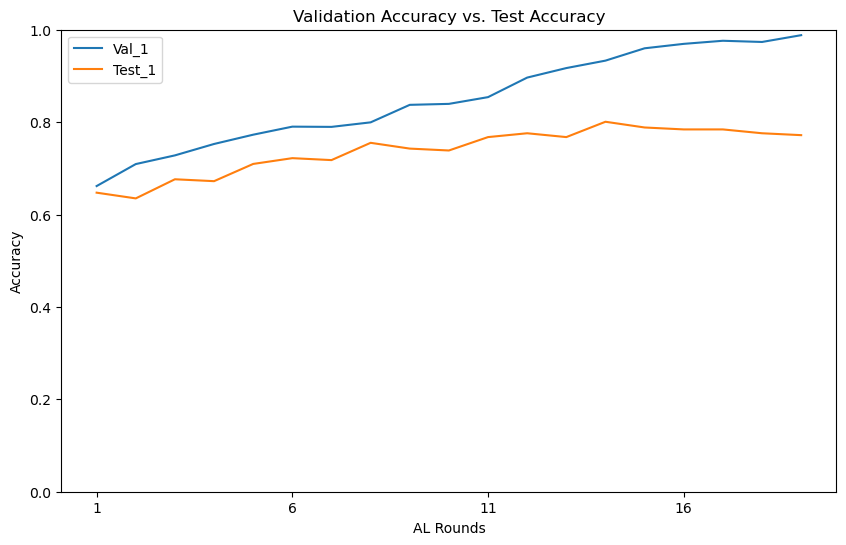 Validation Accuracy vs. Test Accuracy
Val_1
Test_1
1.0
0.8
0.6
0.4
0.2
0.0
Accuracy
1 6 11 16
AL Rounds